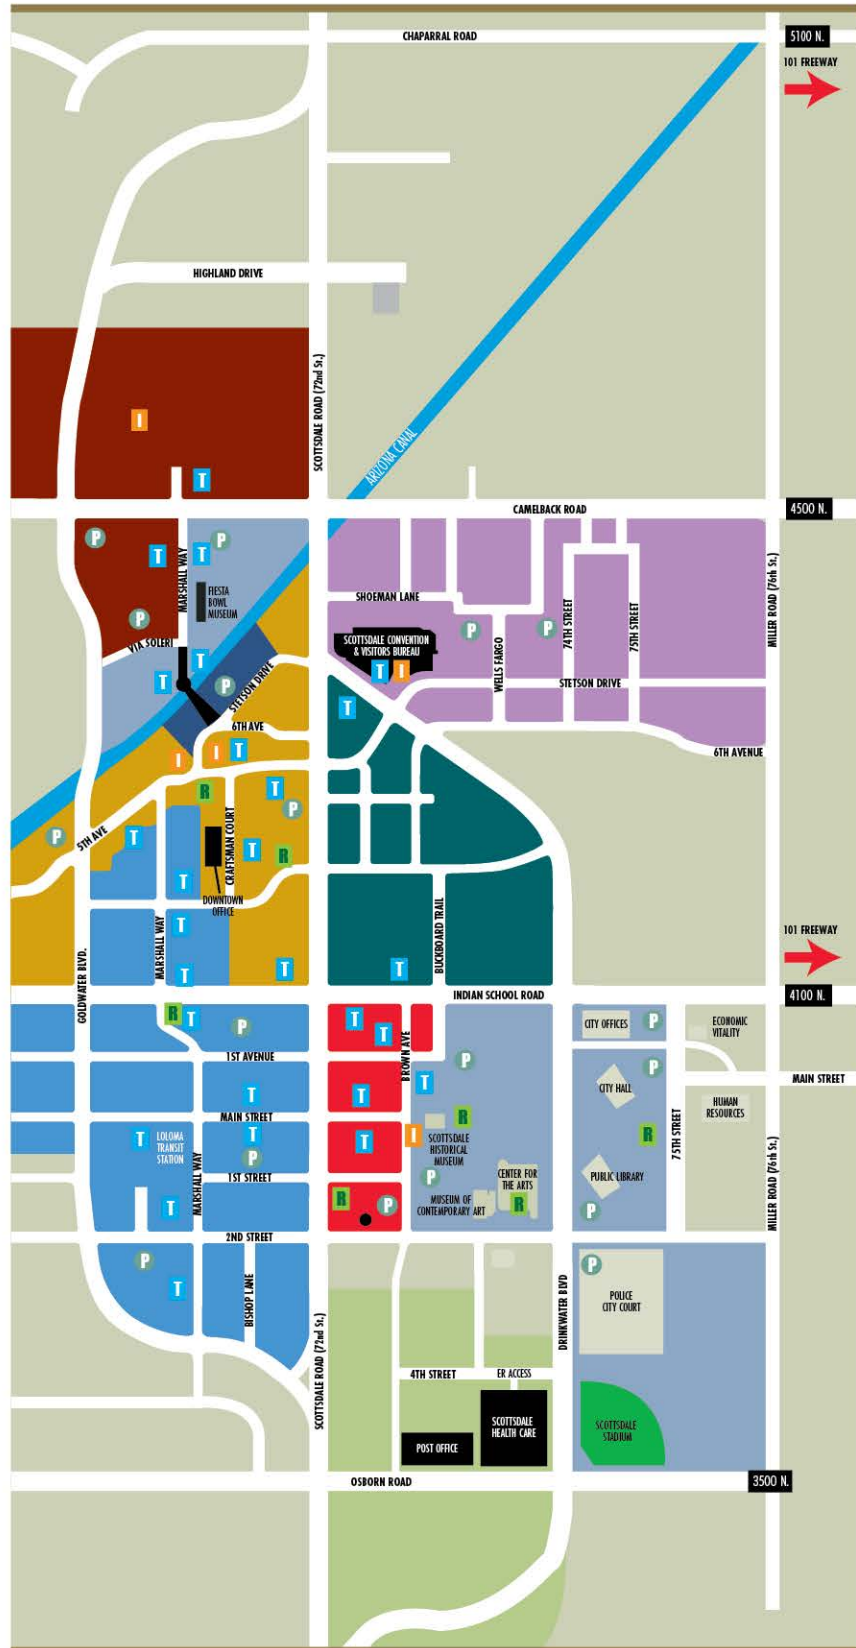 CHAPARRAL ROAD
5100 N.
101 FREEWAY
HIGHLAND DRIVE
SCOTTSDALE ROAD (72nd St.)
I
ARIZONA CANAL
T
CAMELBACK ROAD
4500 N.
P
P
T
T
MARSHALL WAY
FIESTA
BOWL
MUSEUM
SHOEMAN LANE
74TH STREET
75TH STREET
MILLER ROAD (76th St.)
P
VIA SOLERI
SCOTTSDALE CONVENTION
& VISITORS BUREAU
P
P
WELLS FARGO
T
T
T
I
P
STETSON DRIVE
STETSON DRIVE
T
6TH AVE
6TH AVENUE
I
I
T
R
T
P
P
5TH AVE
T
CRAFTSMAN COURT
T
R
T
DOWNTOWN
OFFICE
MARSHALL WAY
T
BUCKBOARD TRAIL
101 FREEWAY
GOLDWATER BLVD.
T
T
T
INDIAN SCHOOL ROAD
4100 N.
R
T
P
T
T
CITY OFFICES
P
ECONOMIC
VITALITY
1ST AVENUE
BROWN AVE
P
P
MAIN STREET
T
T
T
CITY HALL
HUMAN
RESOURCES
MAIN STREET
R
T
LOLOMA
TRANSIT
STATION
T
T
I
SCOTTSDALE
HISTORICAL
MUSEUM
R
75TH STREET
P
1ST STREET
MARSHALL WAY
P
CENTER FOR
THE ARTS
PUBLIC LIBRARY
MILLER ROAD (76th St.)
T
R
P
MUSEUM OF
CONTEMPORARY ART
R
P
2ND STREET
P
T
BISHOP LANE
DRINKWATER BLVD
P
POLICE
CITY COURT
SCOTTSDALE ROAD (72nd St.)
4TH STREET
ER ACCESS
SCOTTSDALE
HEALTH CARE
POST OFFICE
SCOTTSDALE
STADIUM
OSBORN ROAD
3500 N.